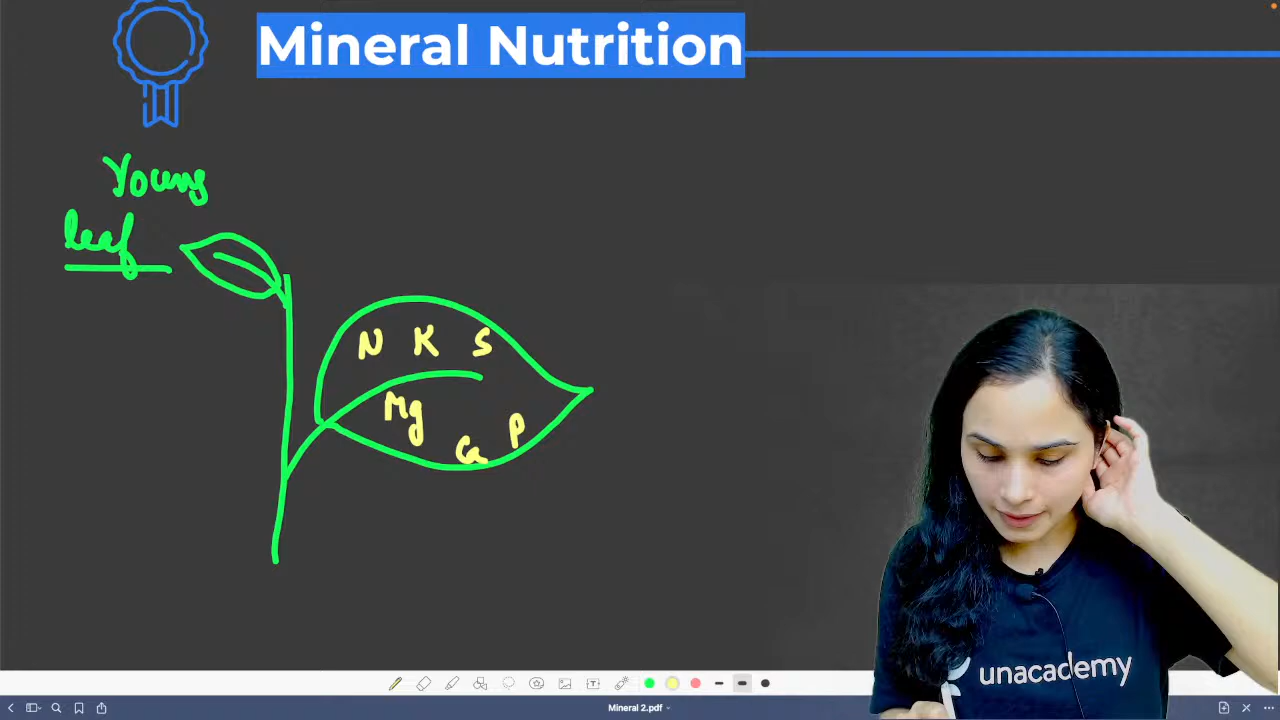 Mineral Nutrition
Young
leaf
N K S
Mg
Ca P
unacademy
Mineral 2.pdf